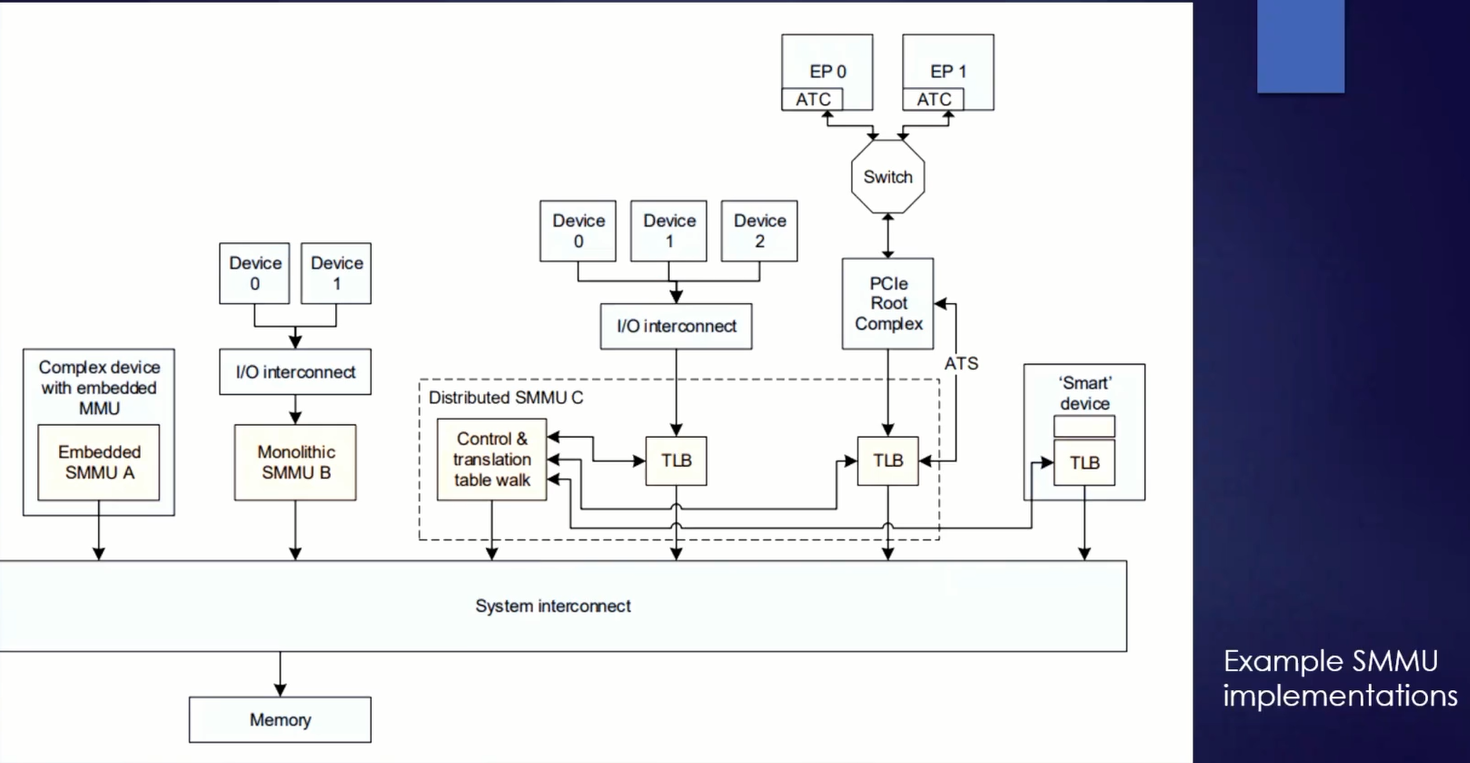 EP 0
ATC
EP 1
ATC
Switch
Device
0
Device
1
Device
2
Device
0
Device
1
PCIe
Root
Complex
I/O interconnect
I/O interconnect
ATS
Complex device
with embedded
MMU
Embedded
SMMU A
Monolithic
SMMU B
Distributed SMMU C
Control &
translation
table walk
TLB
TLB
‘Smart’
device
TLB
System interconnect
Memory
Example SMMU
implementations